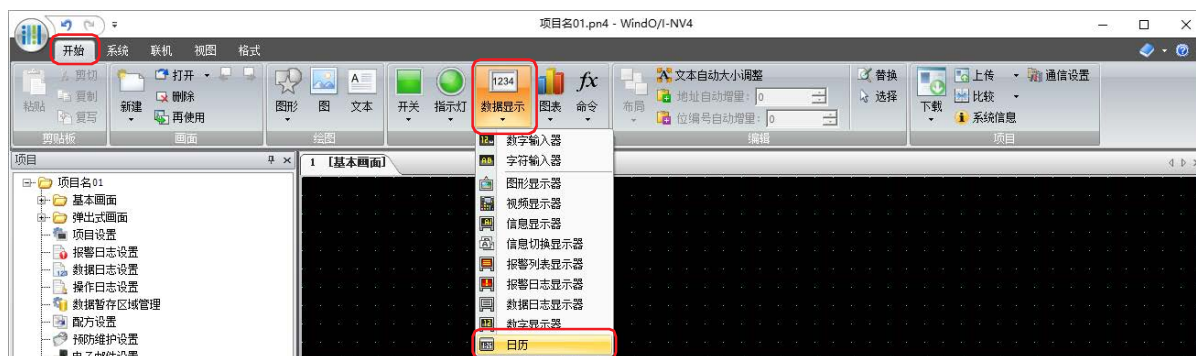 项目名01.pn4 - WindO/I-NV4
开始 系统 联机 视图 格式
粘贴 剪切 复制 复写
新建 打开 删除 再使用
图形 图 文本
开关 指示灯 1234 数据显示 图表 fx 命令
布局 文本自动大小调整
地址自动增量: 0
位编号自动增量: 0
替换 选择
下载 上传 比较 系统信息 通信设置
剪贴板 画面 绘图 编辑 项目
项目
1 [基本画面]
项目名01
基本画面
弹出式画面
项目设置
报警日志设置
数据日志设置
操作日志设置
数据暂存区域管理
配方设置
预防维护设置
电子邮件设置
数字输入器
字符输入器
图形显示器
视频显示器
信息显示器
信息切换显示器
报警列表显示器
报警日志显示器
数据日志显示器
数字显示器
日历